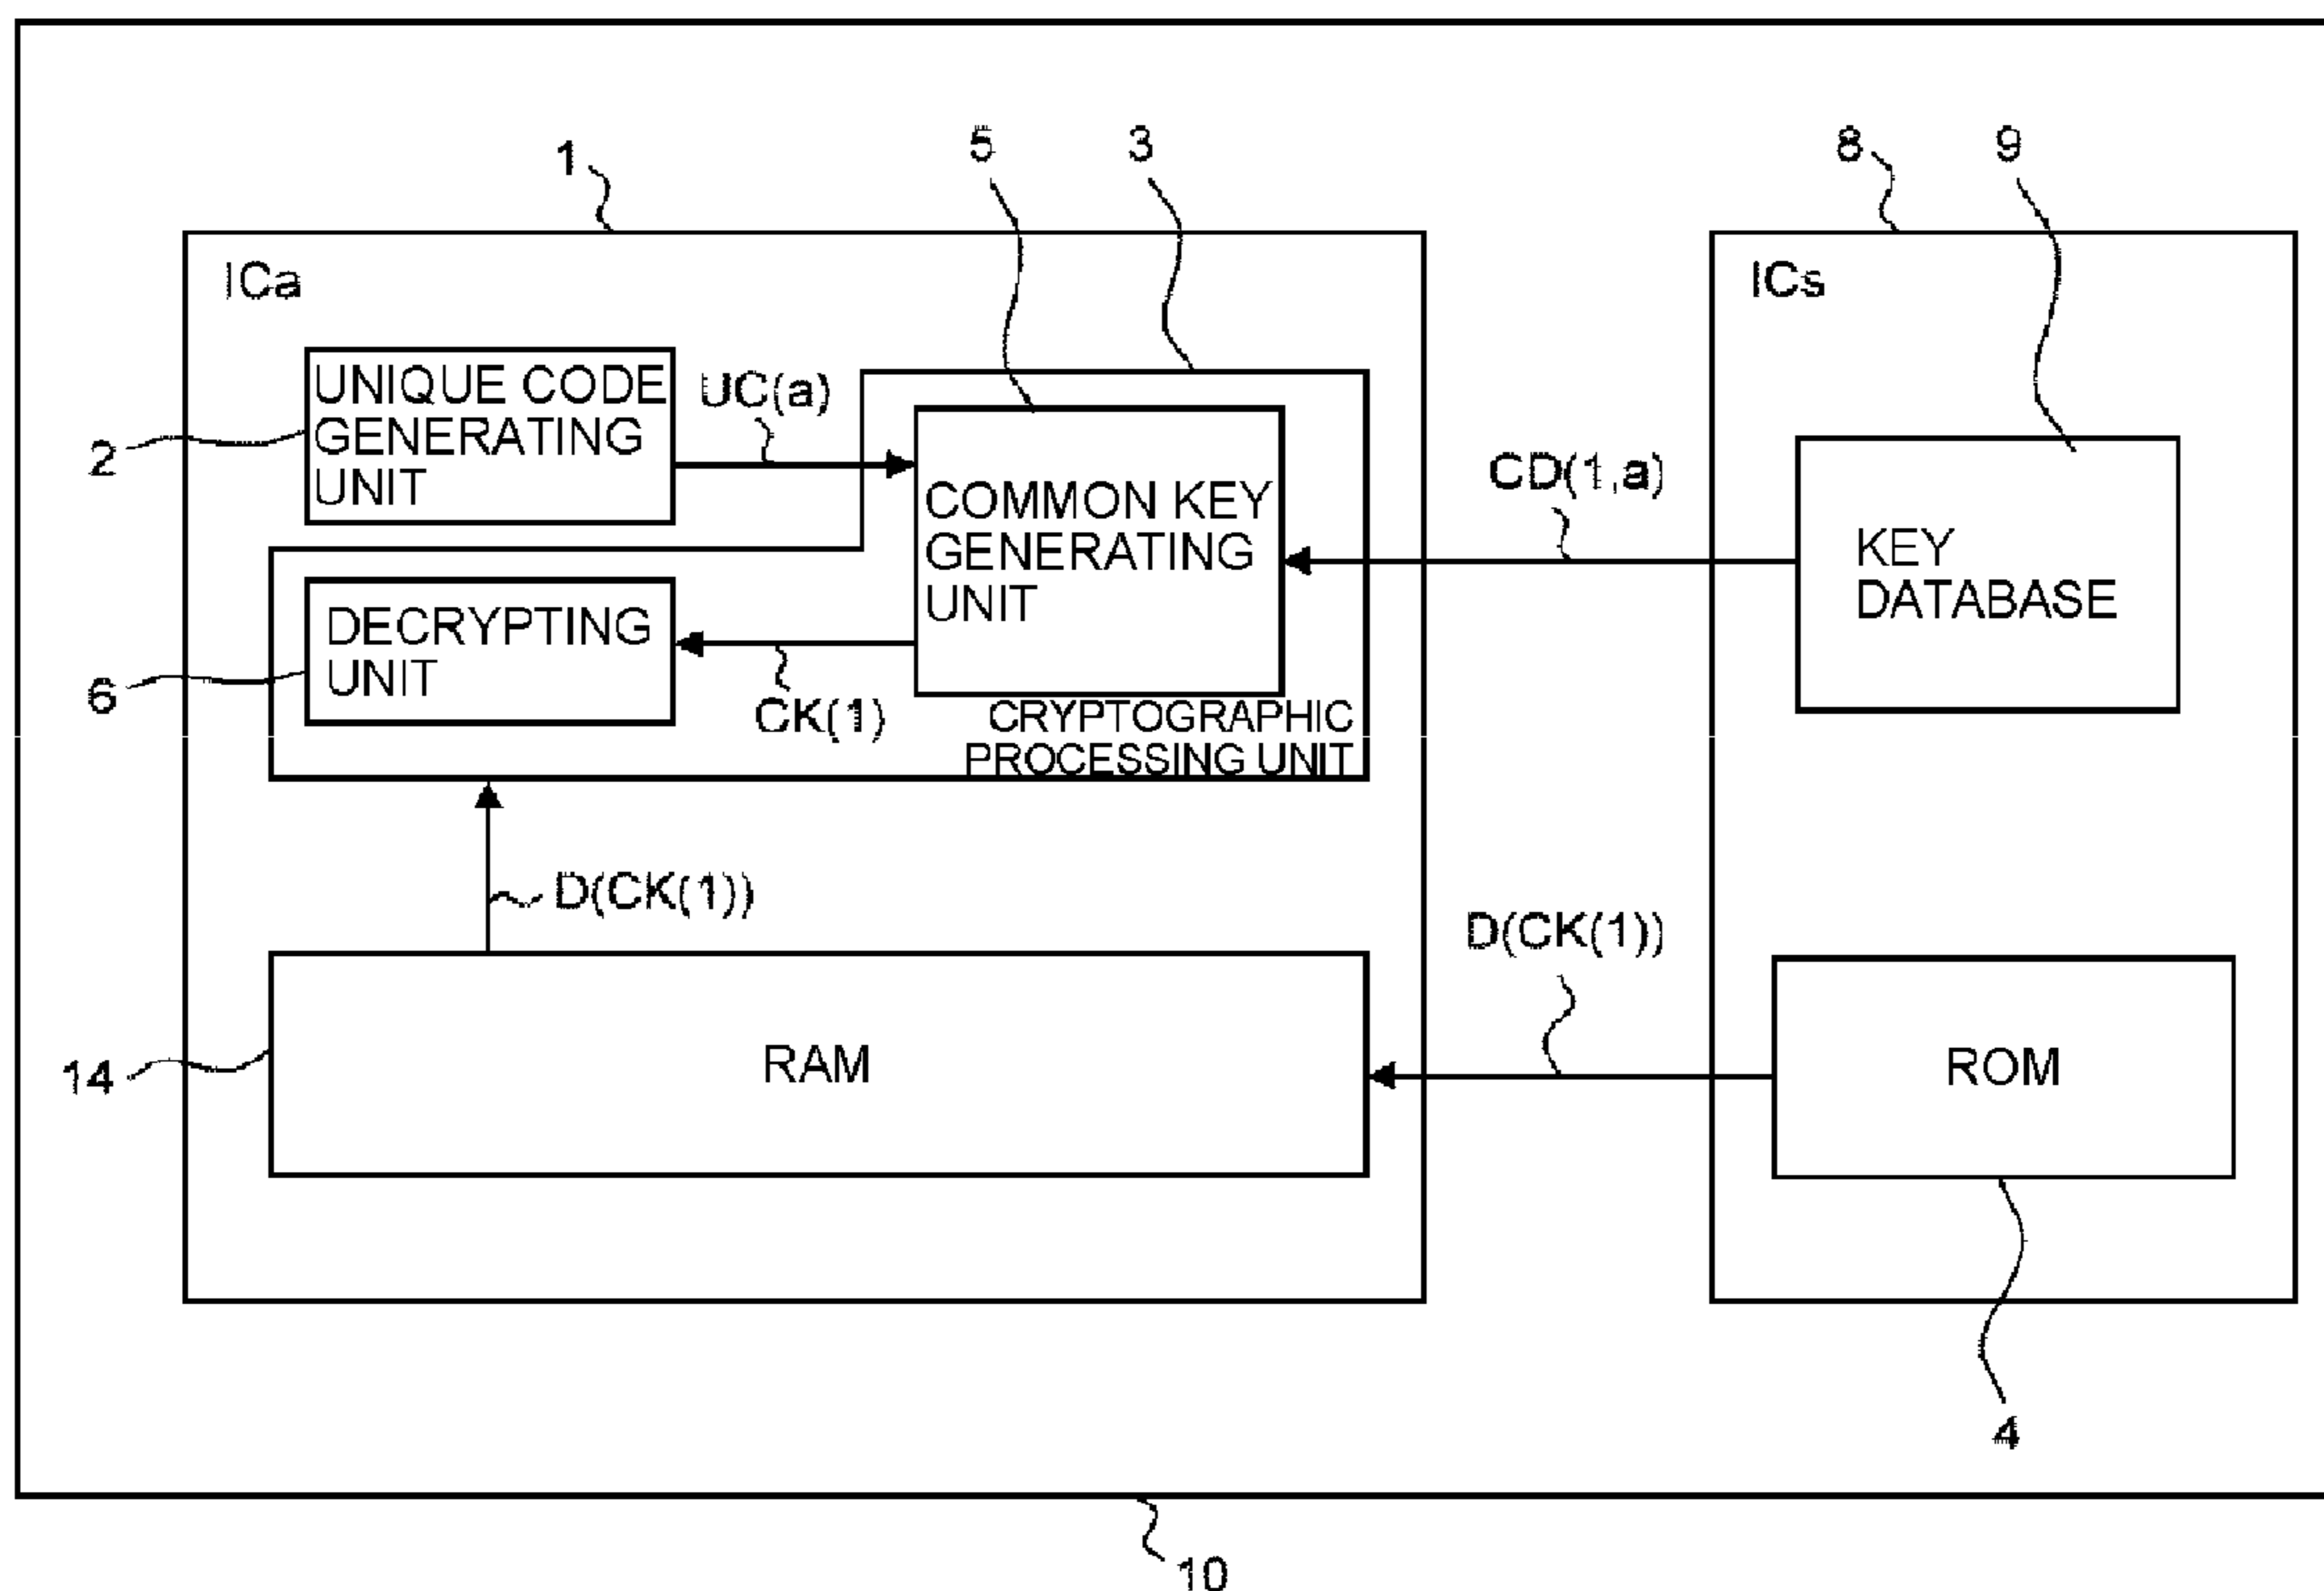 1
5
3
8
9
ICa
ICs
UNIQUE CODE
GENERATING
UNIT
2
UC(a)
COMMON KEY
GENERATING
UNIT
CD(1,a)
KEY
DATABASE
DECRYPTING
UNIT
6
CK(1)
CRYPTOGRAPHIC
PROCESSING UNIT
D(CK(1))
D(CK(1))
RAM
14
ROM
4
10